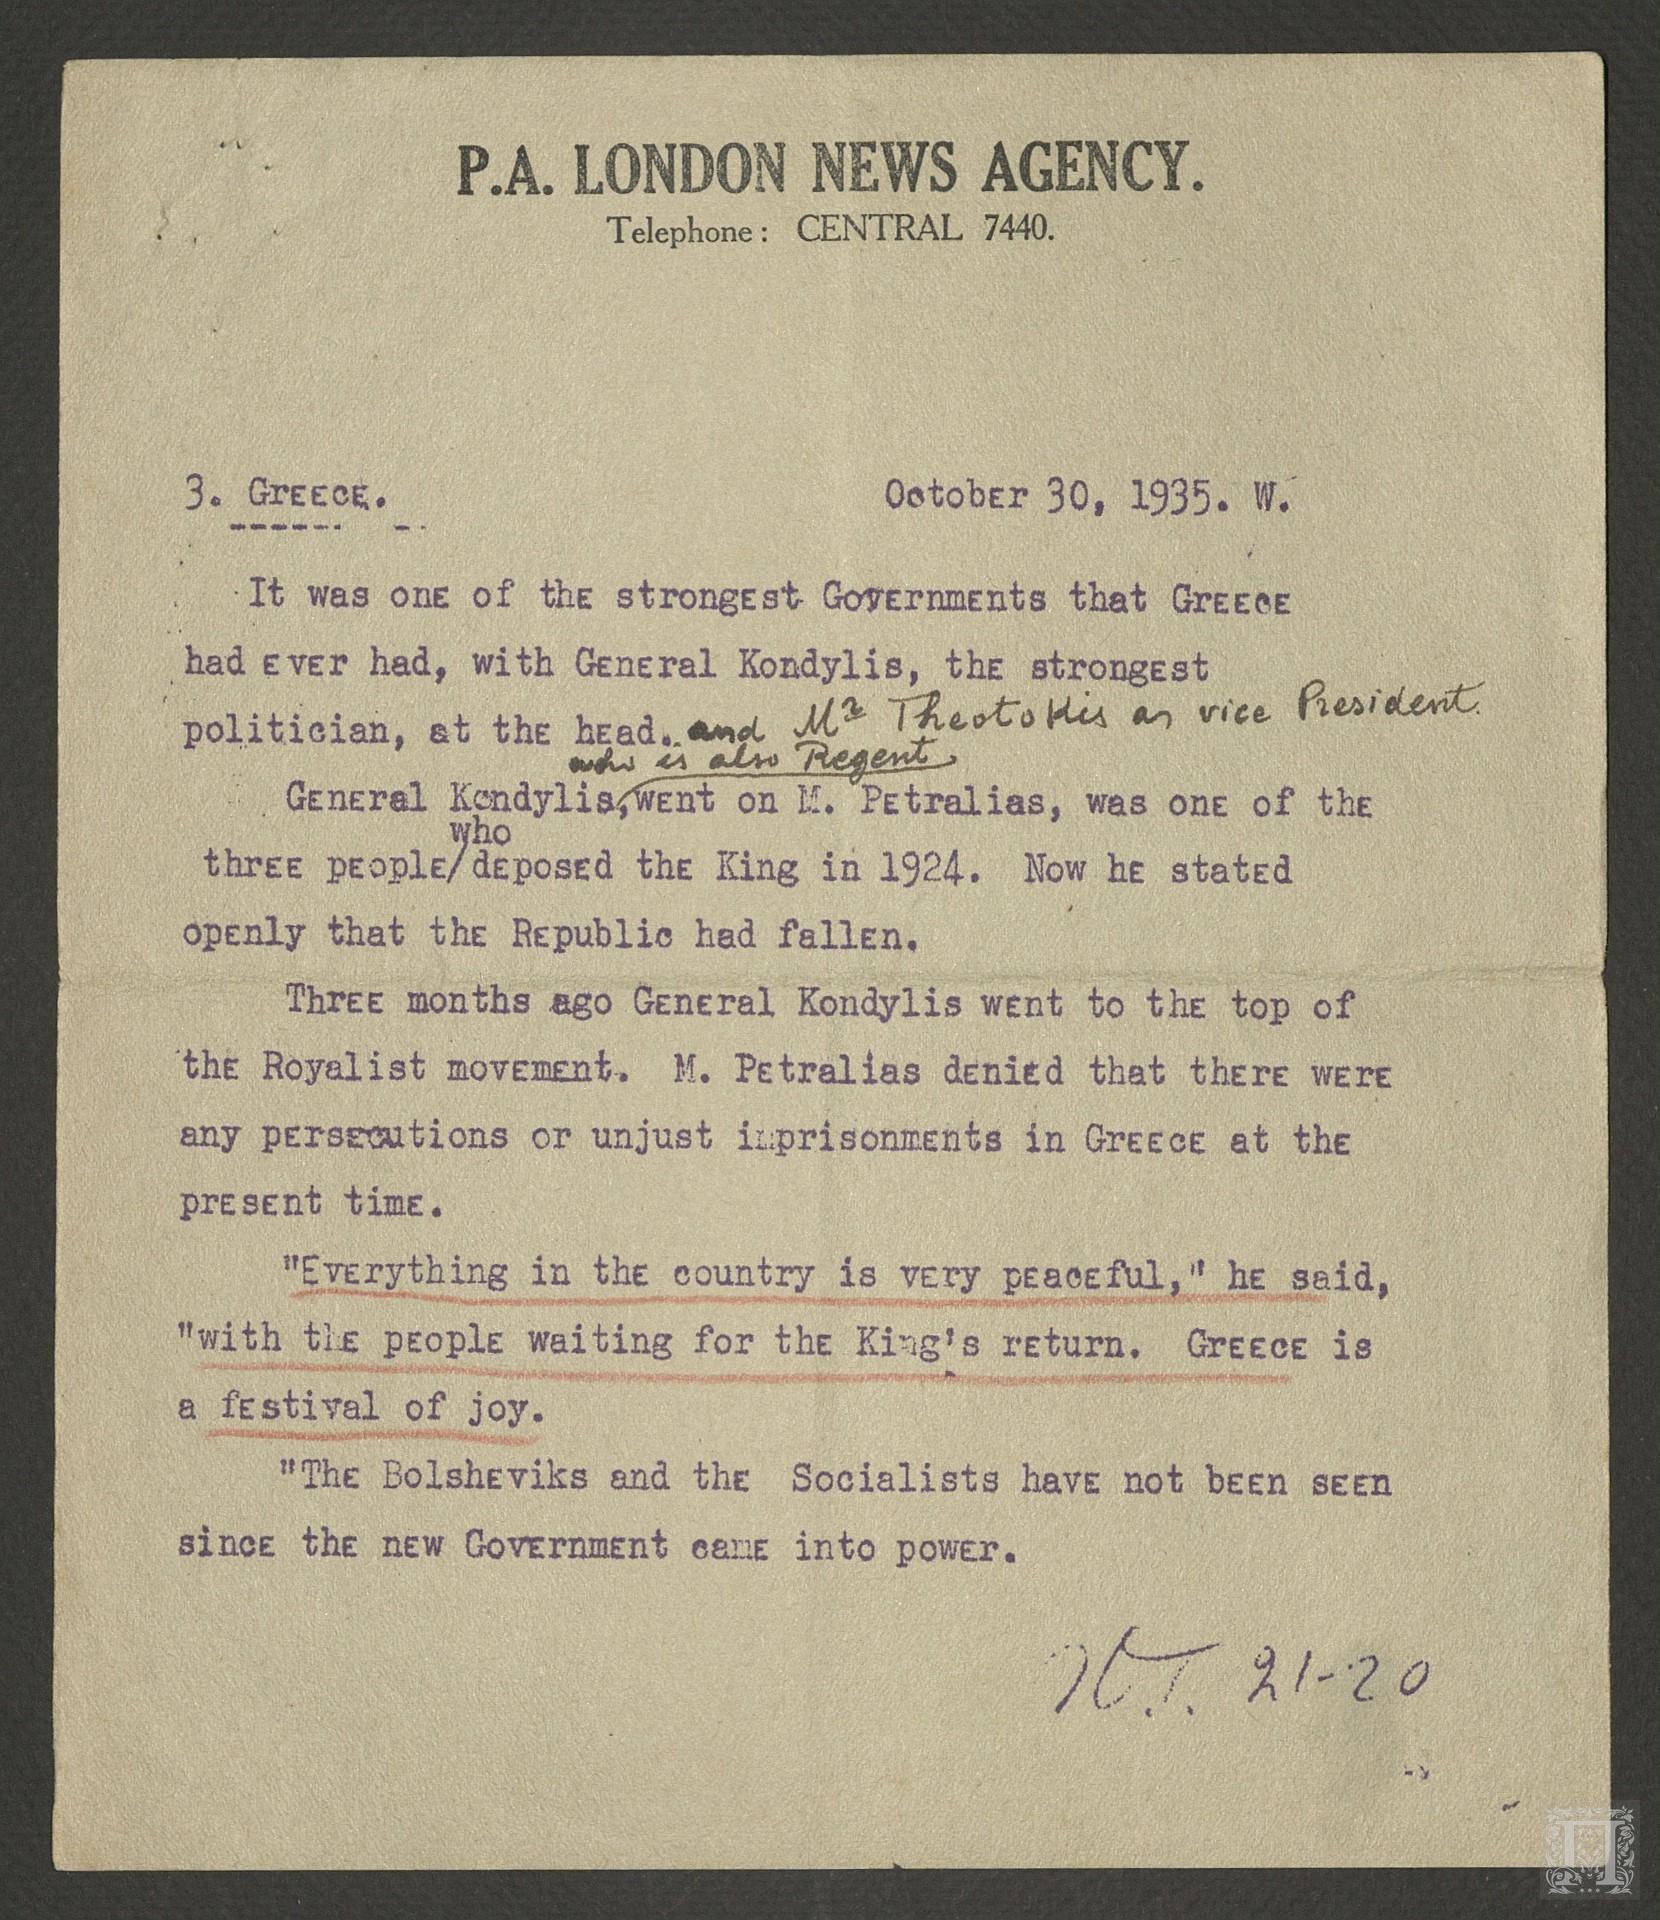 P.A. LONDON NEWS AGENCY.
Telephone: CENTRAL 7440.
3. Greece. October 30, 1935. W.
It was one of the strongest Governments that Greece
had ever had, with General Kondylis, the strongest
politician, at the head. and Mr Theotokis as vice President.
who is also Regent
General Kondylis, went on M. Petralias, was one of the
who
three people/deposed the King in 1924. Now he stated
openly that the Republic had fallen.
Three months ago General Kondylis went to the top of
the Royalist movement. M. Petralias denied that there were
any persecutions or unjust imprisonments in Greece at the
present time.
"Everything in the country is very peaceful," he said,
"with the people waiting for the King's return. Greece is
a festival of joy.
"The Bolsheviks and the Socialists have not been seen
since the new Government came into power.
21-20